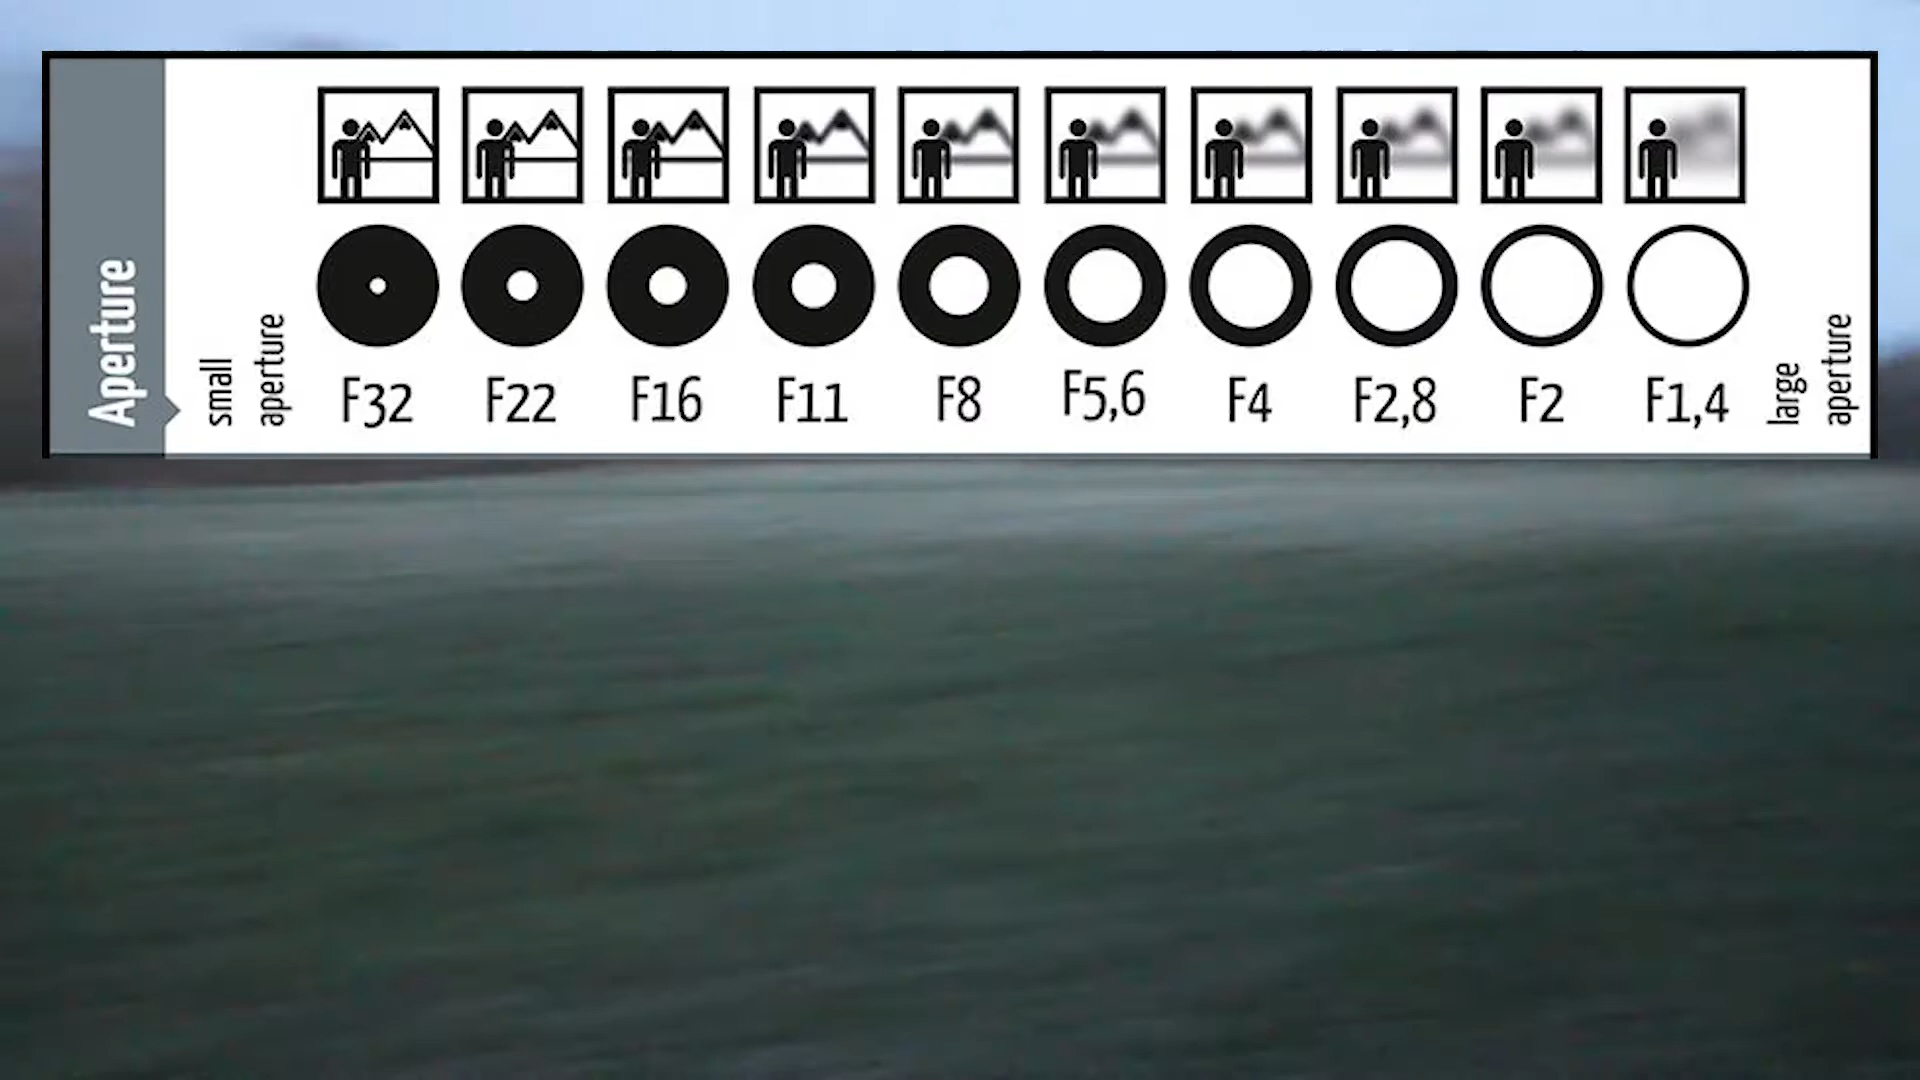 Aperture
small
aperture
F32 F22 F16 F11 F8 F5,6 F4 F2,8 F2 F1,4
large
aperture